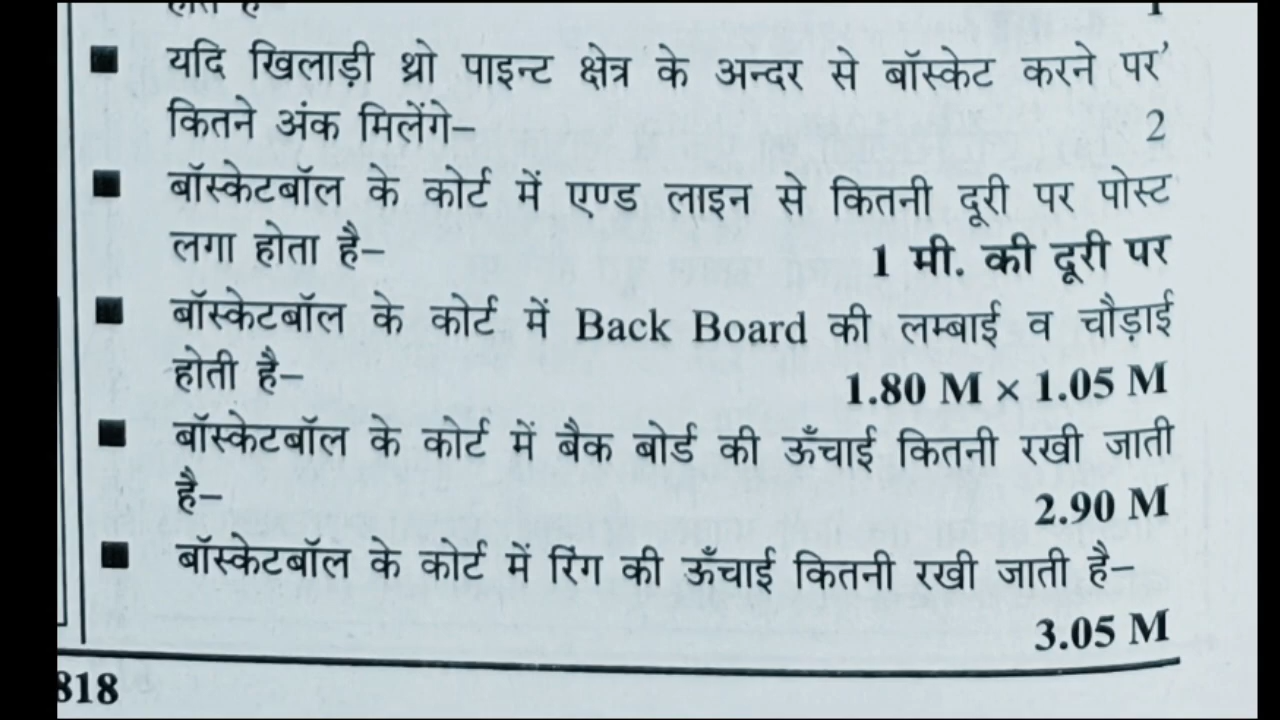 1
■ यदि खिलाड़ी थ्रो पाइन्ट क्षेत्र के अन्दर से बॉस्केट करने पर
कितने अंक मिलेंगे– 2
■ बॉस्केटबॉल के कोर्ट में एण्ड लाइन से कितनी दूरी पर पोस्ट
लगा होता है– 1 मी. की दूरी पर
■ बॉस्केटबॉल के कोर्ट में Back Board की लम्बाई व चौड़ाई
होती है– 1.80 M × 1.05 M
■ बॉस्केटबॉल के कोर्ट में बैक बोर्ड की ऊँचाई कितनी रखी जाती
है– 2.90 M
■ बॉस्केटबॉल के कोर्ट में रिंग की ऊँचाई कितनी रखी जाती है–
3.05 M
818